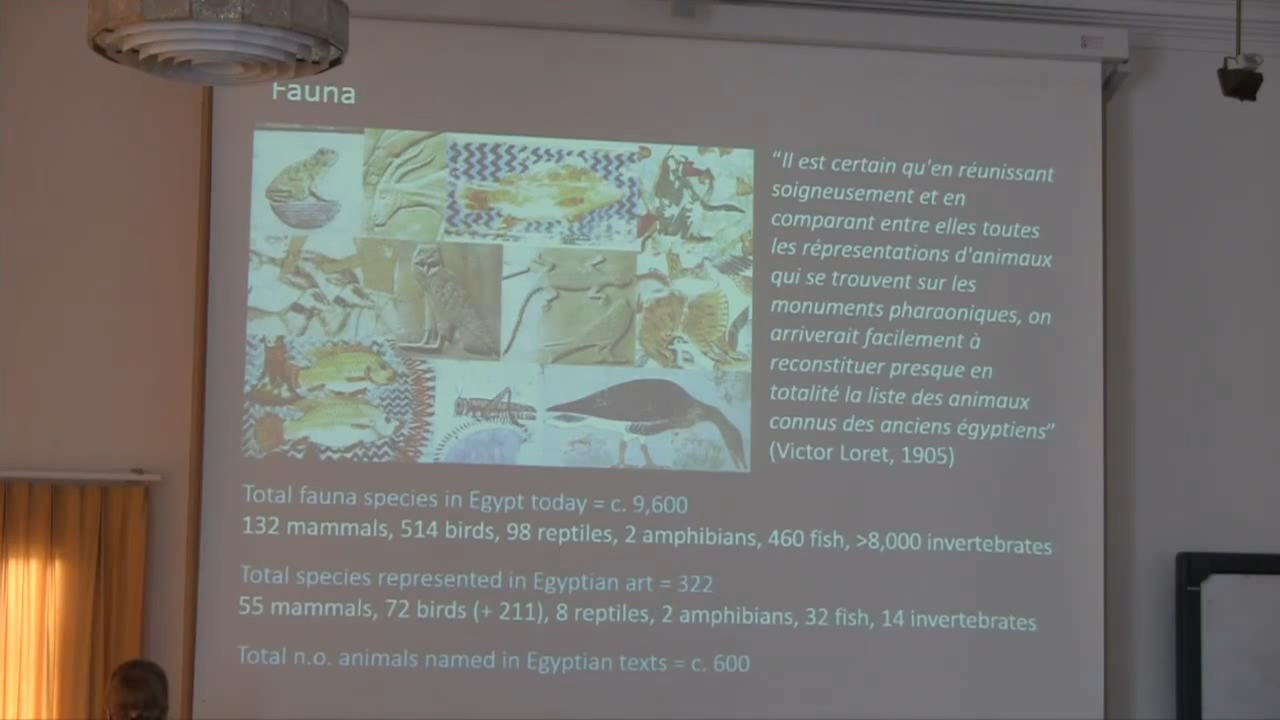 Fauna
“Il est certain qu'en réunissant
soigneusement et en
comparant entre elles toutes
les répresentations d'animaux
qui se trouvent sur les
monuments pharaoniques, on
arriverait facilement à
reconstituer presque en
totalité la liste des animaux
connus des anciens égyptiens”
(Victor Loret, 1905)
Total fauna species in Egypt today = c. 9,600
132 mammals, 514 birds, 98 reptiles, 2 amphibians, 460 fish, >8,000 invertebrates
Total species represented in Egyptian art = 322
55 mammals, 72 birds (+ 211), 8 reptiles, 2 amphibians, 32 fish, 14 invertebrates
Total n.o. animals named in Egyptian texts = c. 600